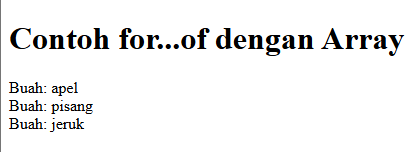 Contoh for...of dengan Array
Buah: apel
Buah: pisang
Buah: jeruk